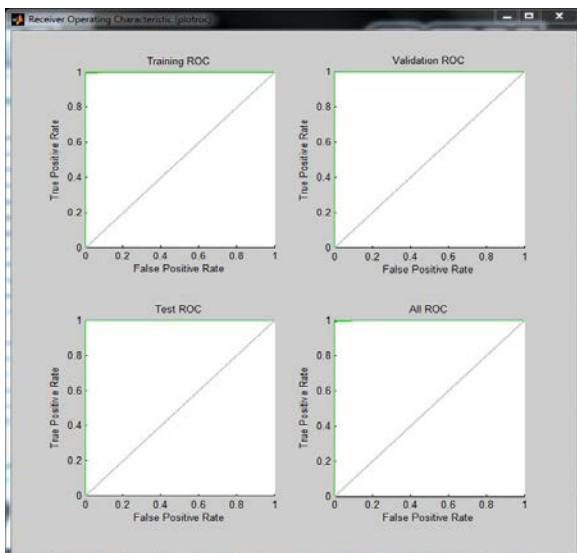 Receiver Operating Characteristic (plotroc)
Training ROC
1
0.8
0.6
0.4
0.2
0
True Positive Rate
0 0.2 0.4 0.6 0.8 1
False Positive Rate
Validation ROC
1
0.8
0.6
0.4
0.2
0
True Positive Rate
0 0.2 0.4 0.6 0.8 1
False Positive Rate
Test ROC
1
0.8
0.6
0.4
0.2
0
True Positive Rate
0 0.2 0.4 0.6 0.8 1
False Positive Rate
All ROC
1
0.8
0.6
0.4
0.2
0
True Positive Rate
0 0.2 0.4 0.6 0.8 1
False Positive Rate